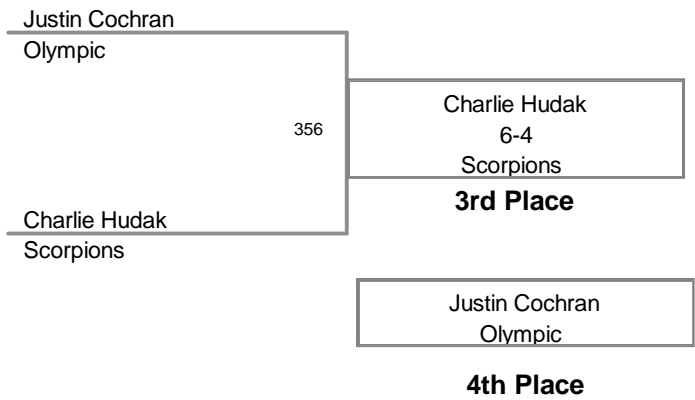 Justin Cochran
Olympic
356
Charlie Hudak
6-4
Scorpions
3rd Place
Charlie Hudak
Scorpions
Justin Cochran
Olympic
4th Place